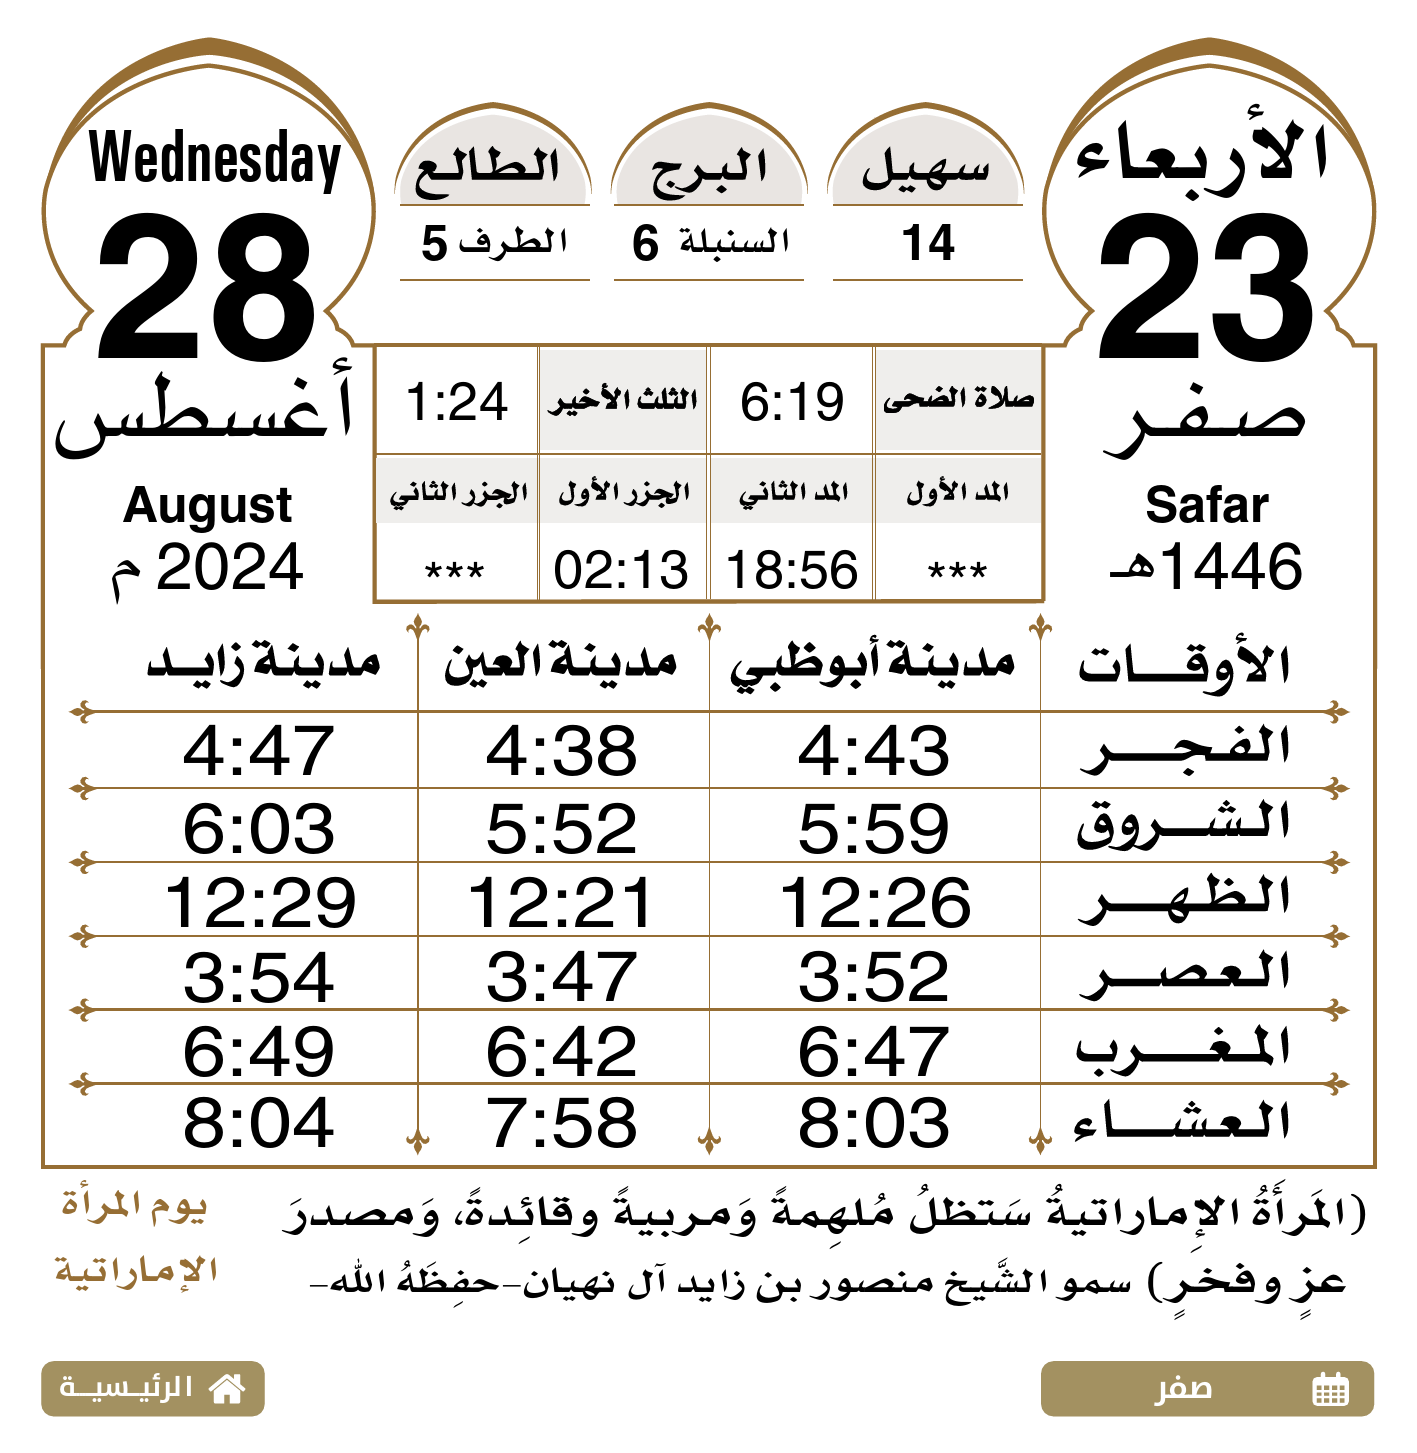 الأربعاء
23
صفر
Safar
1446هـ
سهيل
14
البرج
السنبلة 6
الطالع
الطرف 5
Wednesday
28
أغسطس
August
2024 م
صلاة الضحى 6:19 الثلث الأخير 1:24
المد الأول المد الثاني الجزر الأول الجزر الثاني
*** 18:56 02:13 ***
الأوقات مدينة أبوظبي مدينة العين مدينة زايد
الفجر 4:43 4:38 4:47
الشروق 5:59 5:52 6:03
الظهر 12:26 12:21 12:29
العصر 3:52 3:47 3:54
المغرب 6:47 6:42 6:49
العشاء 8:03 7:58 8:04
(المَرأَةُ الإِماراتيةُ سَتظلُ مُلهِمةً وَمربيةً وقائِدةً، وَمصدرَ
عزٍ وفخرٍ) سمو الشَّيخ منصور بن زايد آل نهيان-حفِظَهُ الله-
يوم المرأة
الإماراتية
صفر
الرئيسية